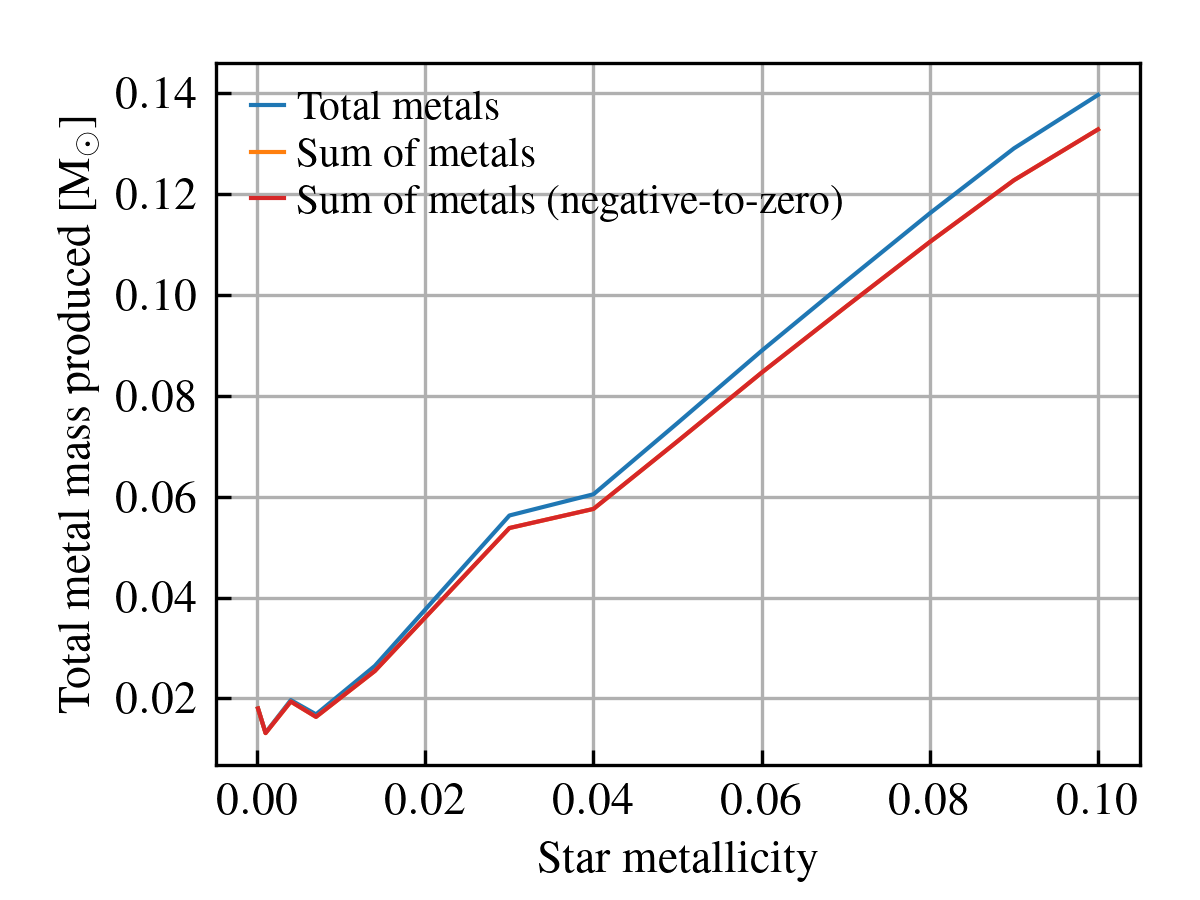 Total metal mass produced [M☉]
0.14
0.12
0.10
0.08
0.06
0.04
0.02
Total metals
Sum of metals
Sum of metals (negative-to-zero)
0.00 0.02 0.04 0.06 0.08 0.10
Star metallicity